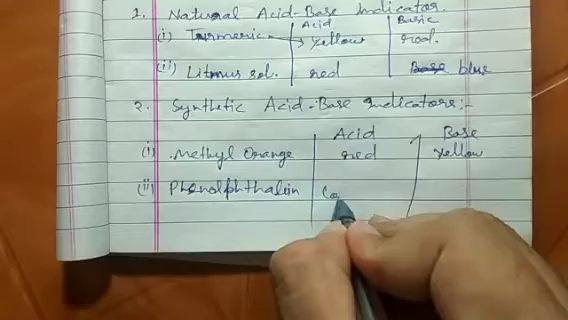 1. Natural Acid-Base Indicator.
Acid Basic
(i) Turmeric yellow red.
(ii) Litmus sol. red blue
2. Synthetic Acid-Base Indicators:-
Acid Base
(i) Methyl Orange red Yellow
(ii) Phenolphthalein Co